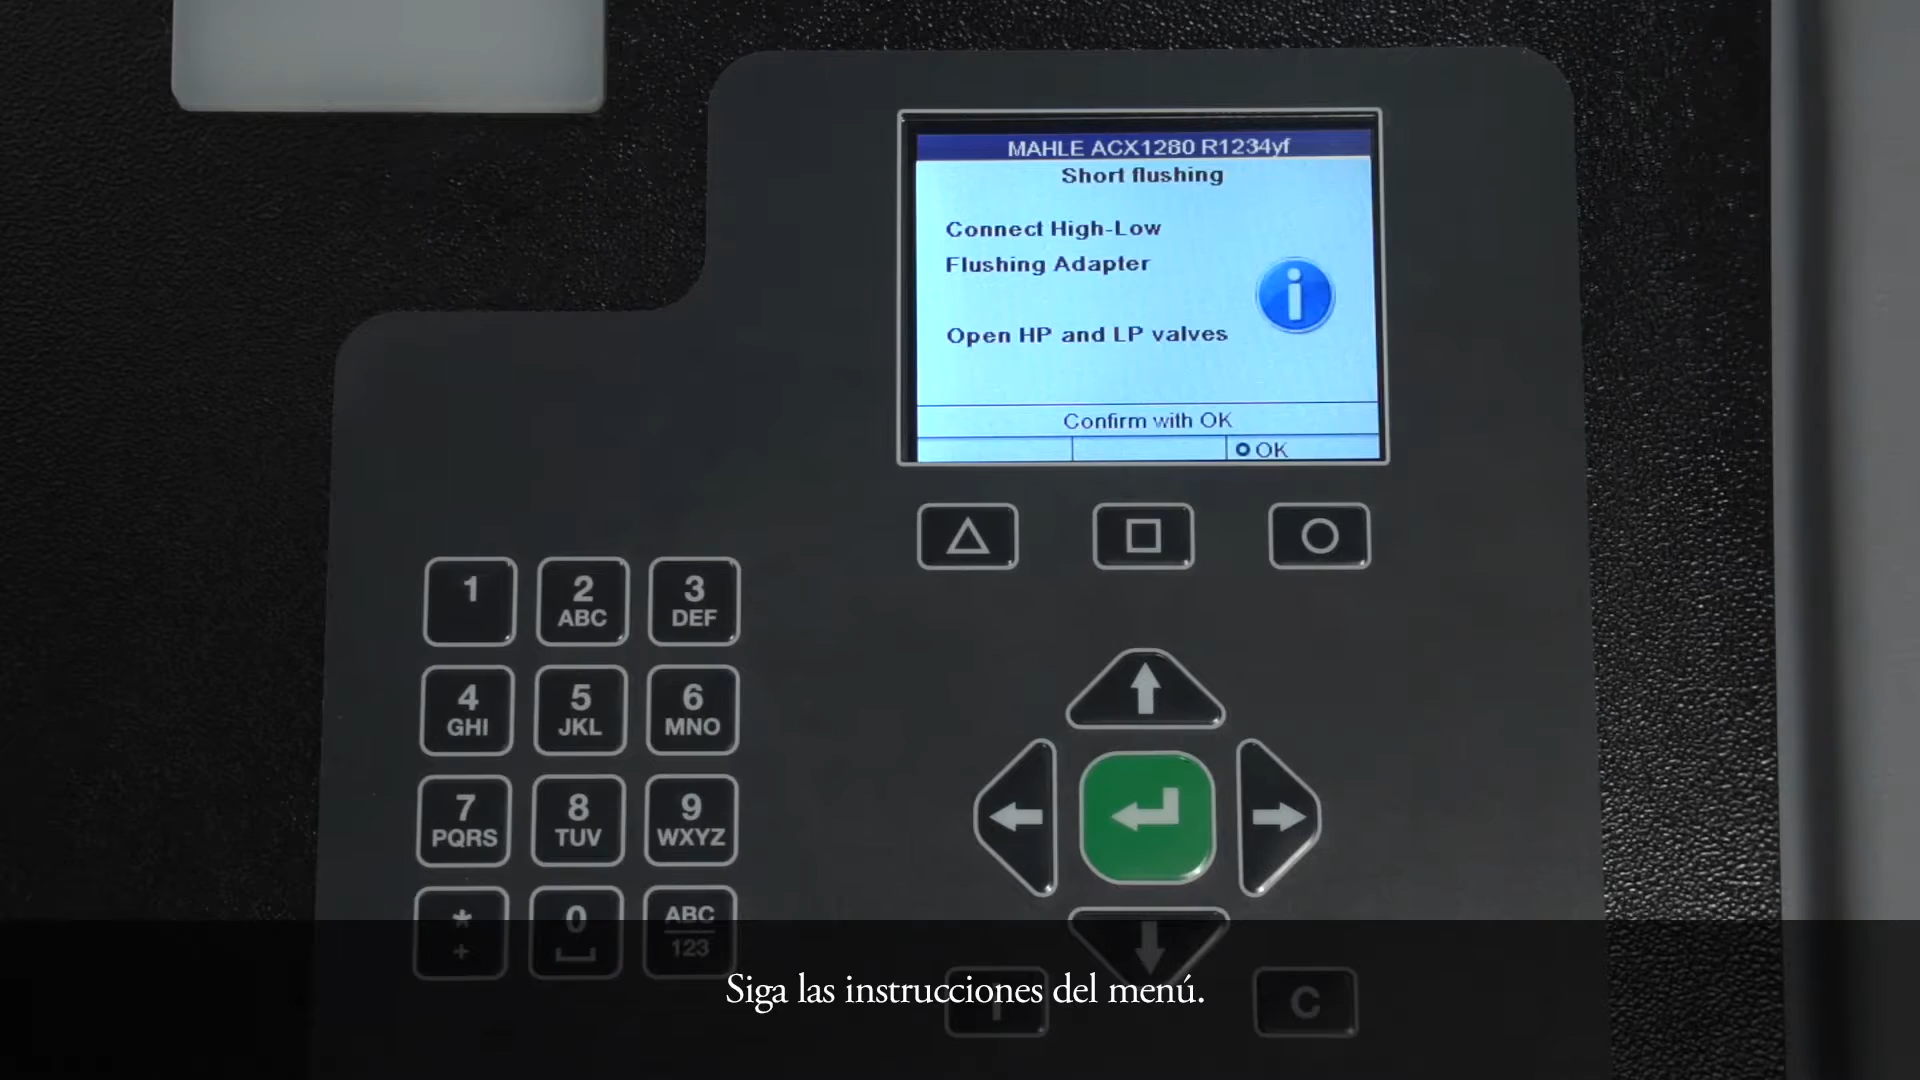 MAHLE ACX1280 R1234yf
Short flushing
Connect High-Low
Flushing Adapter
Open HP and LP valves
Confirm with OK
OK
1
2
ABC
3
DEF
4
GHI
5
JKL
6
MNO
7
PQRS
8
TUV
9
WXYZ
*
+
0
ABC
123
C
Siga las instrucciones del menú.